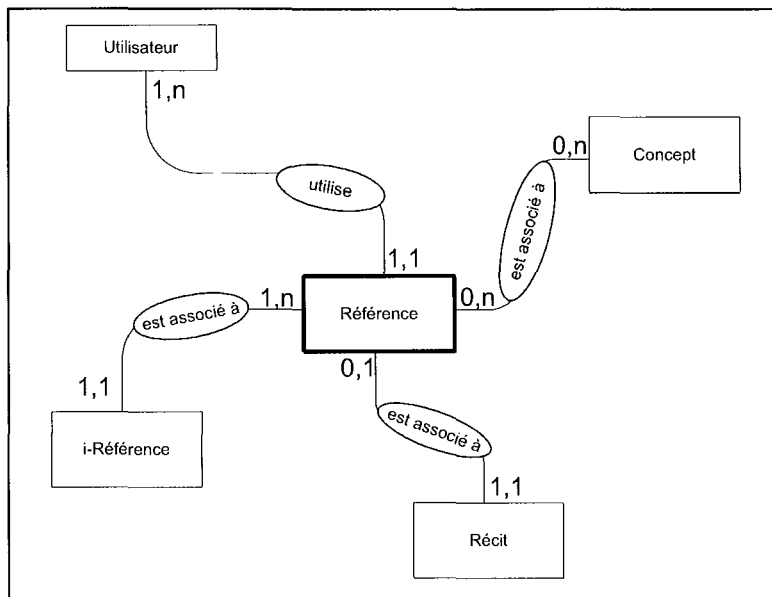 Utilisateur
1,n
0,n
Concept
utilise
est associé à
1,1
est associé à
1,n
Référence
0,n
0,1
1,1
est associé à
i-Référence
1,1
Récit